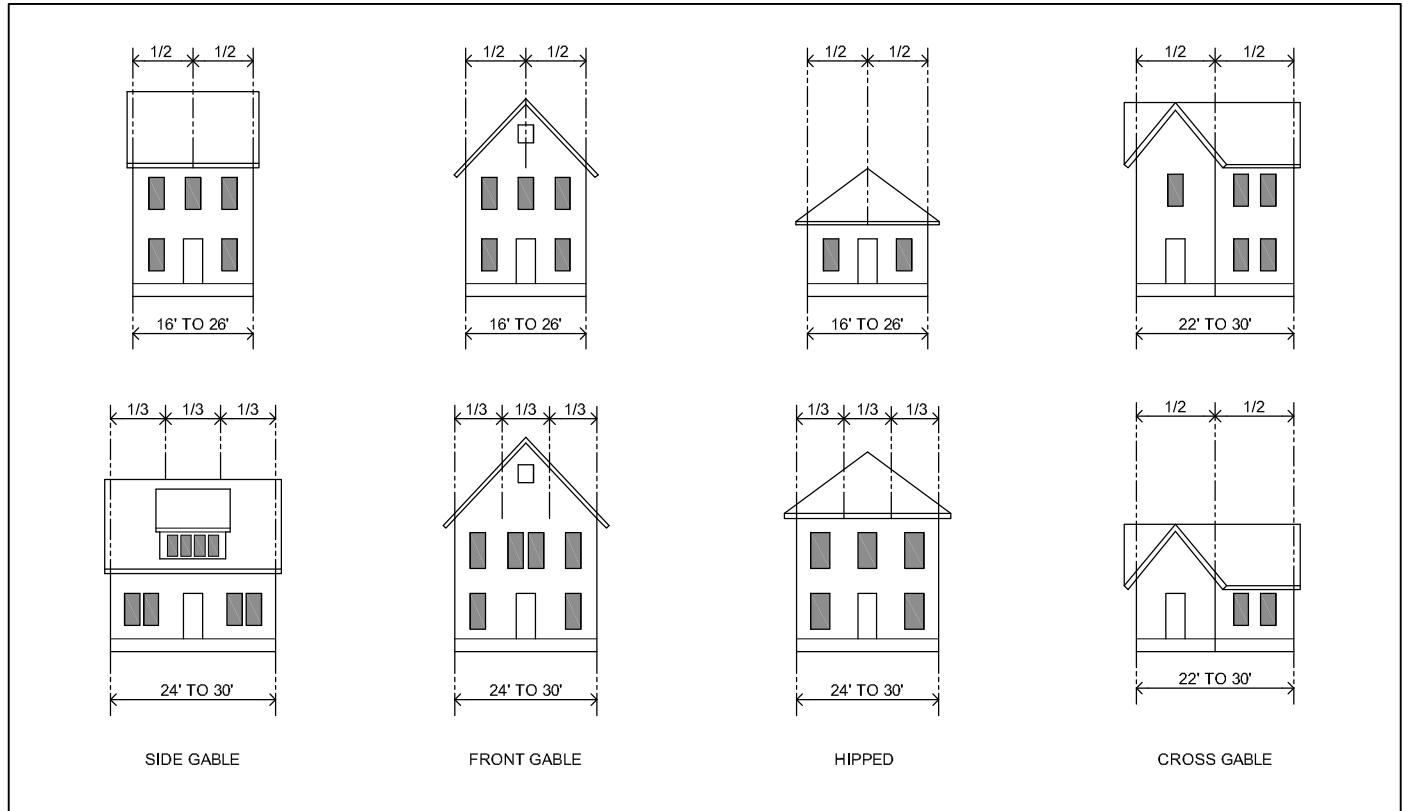 1/2 1/2 1/2 1/2 1/2 1/2 1/2 1/2
16' TO 26' 16' TO 26' 16' TO 26' 22' TO 30'
1/3 1/3 1/3 1/3 1/3 1/3 1/3 1/3 1/3 1/2 1/2
24' TO 30' 24' TO 30' 24' TO 30' 22' TO 30'
SIDE GABLE FRONT GABLE HIPPED CROSS GABLE